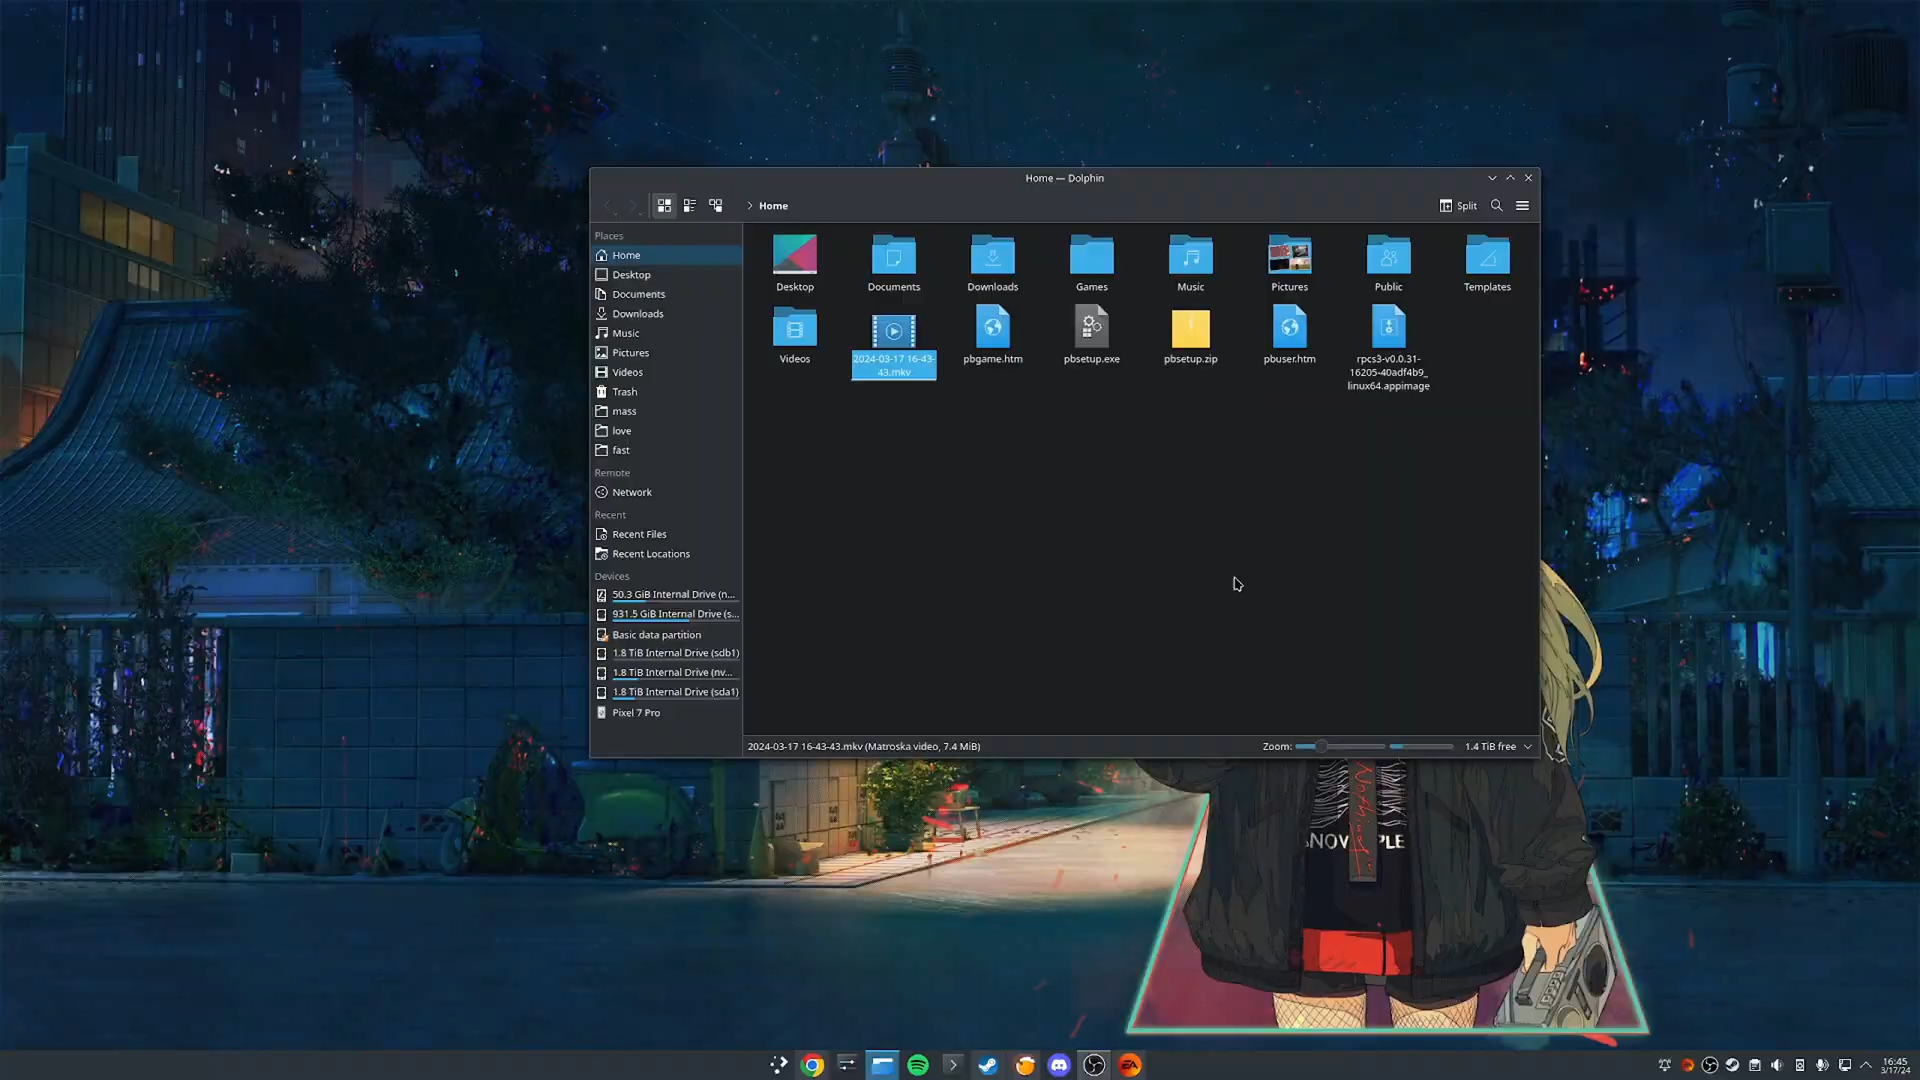 Home — Dolphin
Home
Split
Places
Home
Desktop
Documents
Downloads
Music
Pictures
Videos
Trash
mass
love
fast
Remote
Network
Recent
Recent Files
Recent Locations
Devices
50.3 GiB Internal Drive (n...
931.5 GiB Internal Drive (s...
Basic data partition
1.8 TiB Internal Drive (sdb1)
1.8 TiB Internal Drive (nv...
1.8 TiB Internal Drive (sda1)
Pixel 7 Pro
Desktop
Documents
Downloads
Games
Music
Pictures
Public
Templates
Videos
2024-03-17 16-43-
43.mkv
pbgame.htm
pbsetup.exe
pbsetup.zip
pbuser.htm
rpcs3-v0.0.31-
16205-40adf4b9_
linux64.appimage
2024-03-17 16-43-43.mkv (Matroska video, 7.4 MiB)
Zoom:
1.4 TiB free
EA
16:45
3/17/24